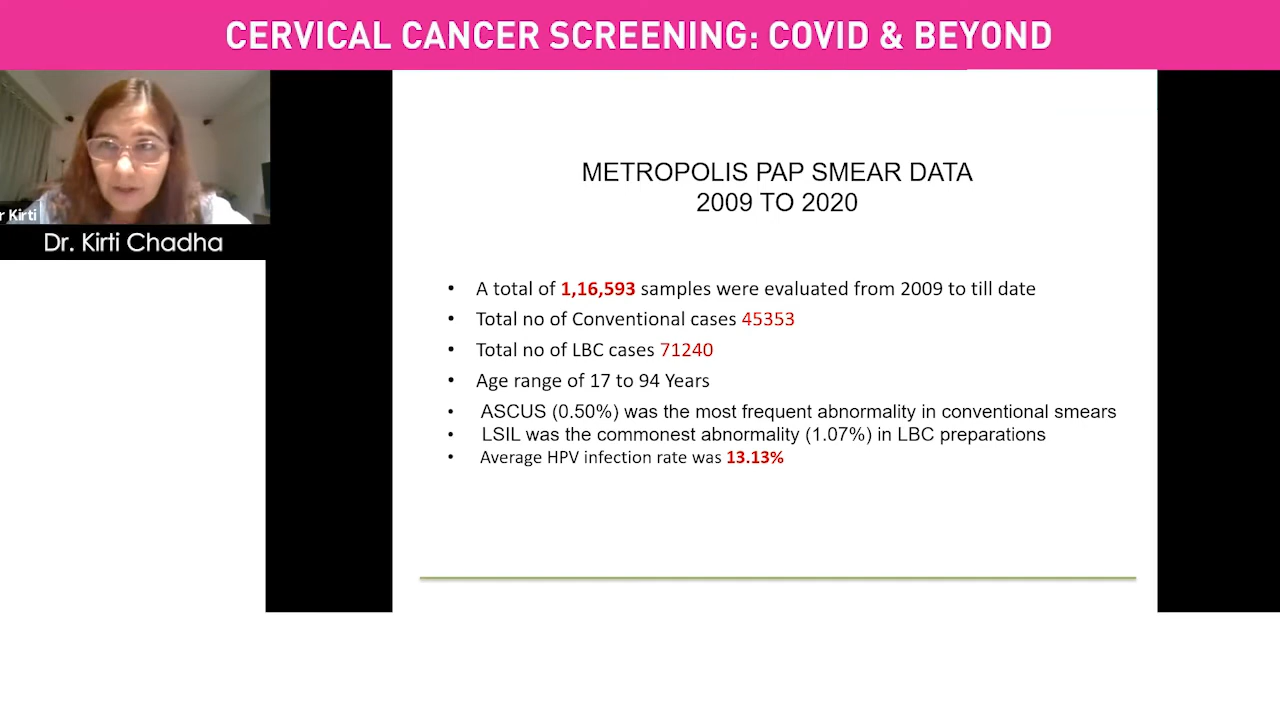 CERVICAL CANCER SCREENING: COVID & BEYOND
r Kirti
Dr. Kirti Chadha
METROPOLIS PAP SMEAR DATA
2009 TO 2020
• A total of 1,16,593 samples were evaluated from 2009 to till date
• Total no of Conventional cases 45353
• Total no of LBC cases 71240
• Age range of 17 to 94 Years
• ASCUS (0.50%) was the most frequent abnormality in conventional smears
• LSIL was the commonest abnormality (1.07%) in LBC preparations
• Average HPV infection rate was 13.13%